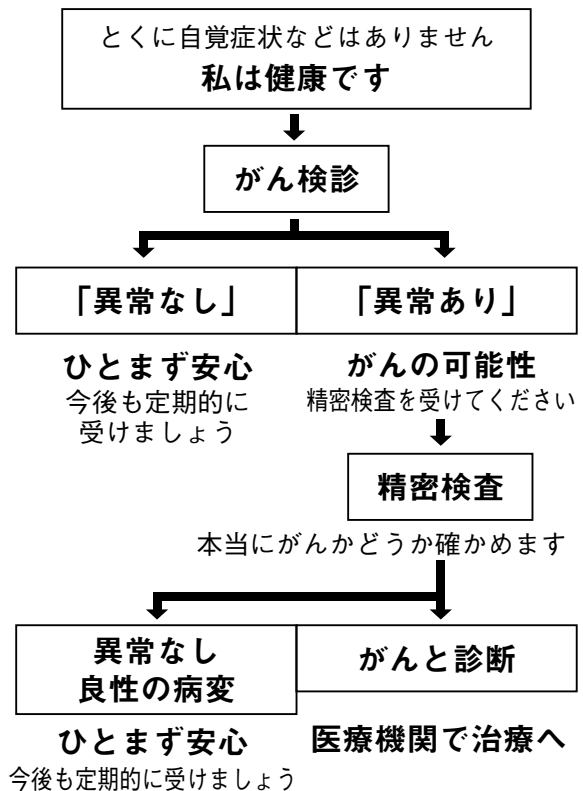 とくに自覚症状などはありません
私は健康です
がん検診
「異常なし」
「異常あり」
ひとまず安心
今後も定期的に
受けましょう
がんの可能性
精密検査を受けてください
精密検査
本当にがんかどうか確かめます
異常なし
良性の病変
がんと診断
ひとまず安心
今後も定期的に受けましょう
医療機関で治療へ